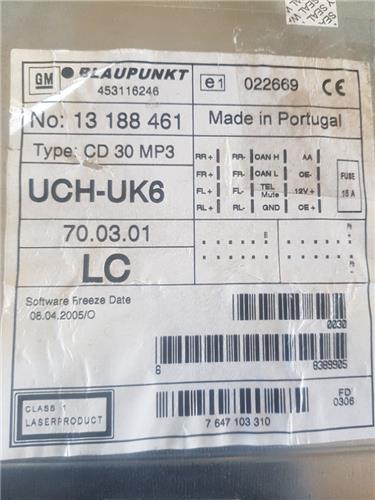 GM BLAUPUNKT
453116246
e1 022669 CE
No: 13 188 461
Made in Portugal
Type: CD 30 MP3
UCH-UK6
RR+ RR- CAN H AA
FR+ FR- CAN L OE-
FL+ FL- TEL Mute 12V+
RL+ RL- GND OE+
FUSE
15 A
70.03.01
LC
Software Freeze Date
08.04.2005/O
0030
6 8389905
CLASS 1
LASERPRODUCT
7 647 103 310
FD
0306